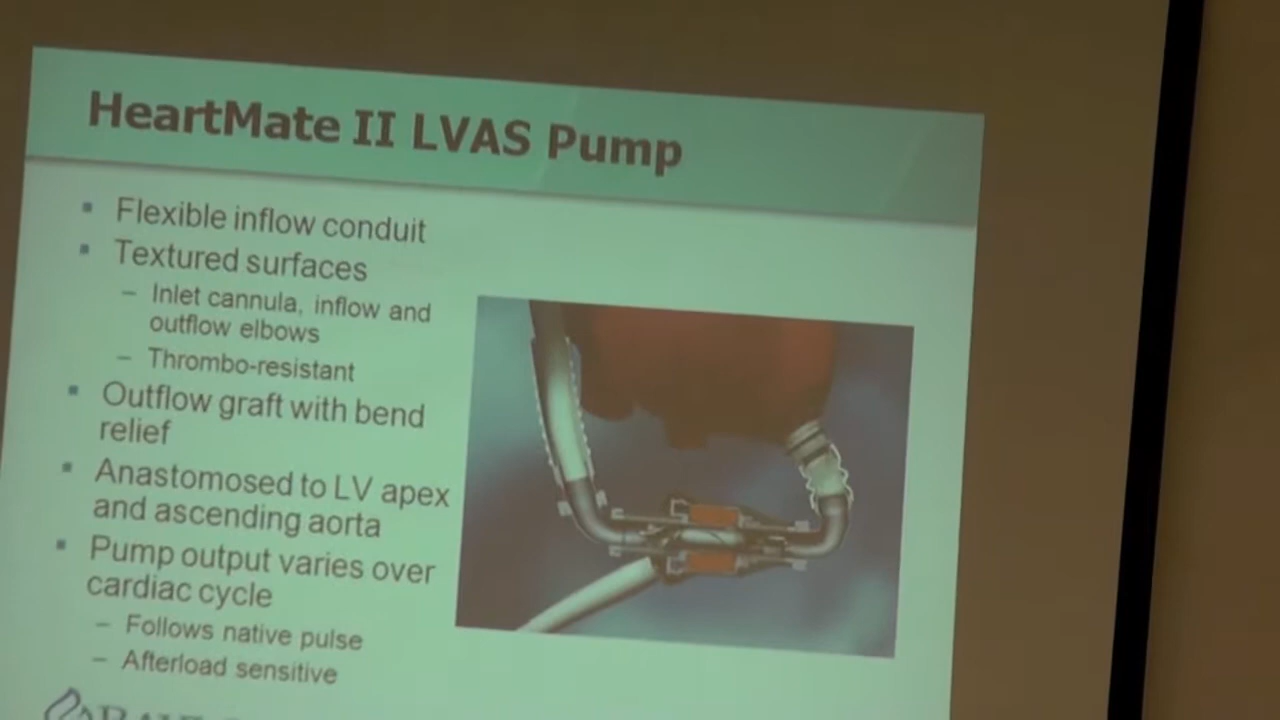 HeartMate II LVAS Pump
▪ Flexible inflow conduit
▪ Textured surfaces
– Inlet cannula, inflow and
outflow elbows
– Thrombo-resistant
▪ Outflow graft with bend
relief
▪ Anastomosed to LV apex
and ascending aorta
▪ Pump output varies over
cardiac cycle
– Follows native pulse
– Afterload sensitive